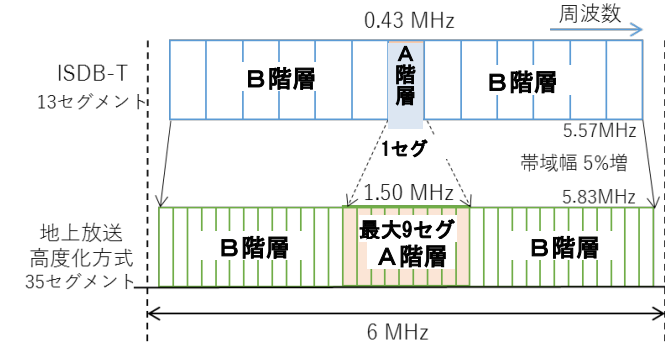 周波数
0.43 MHz
ISDB-T
13セグメント
B階層
A
階
層
B階層
5.57MHz
1セグ
帯域幅 5%増
1.50 MHz
5.83MHz
地上放送
高度化方式
35セグメント
B階層
最大9セグ
A階層
B階層
6 MHz